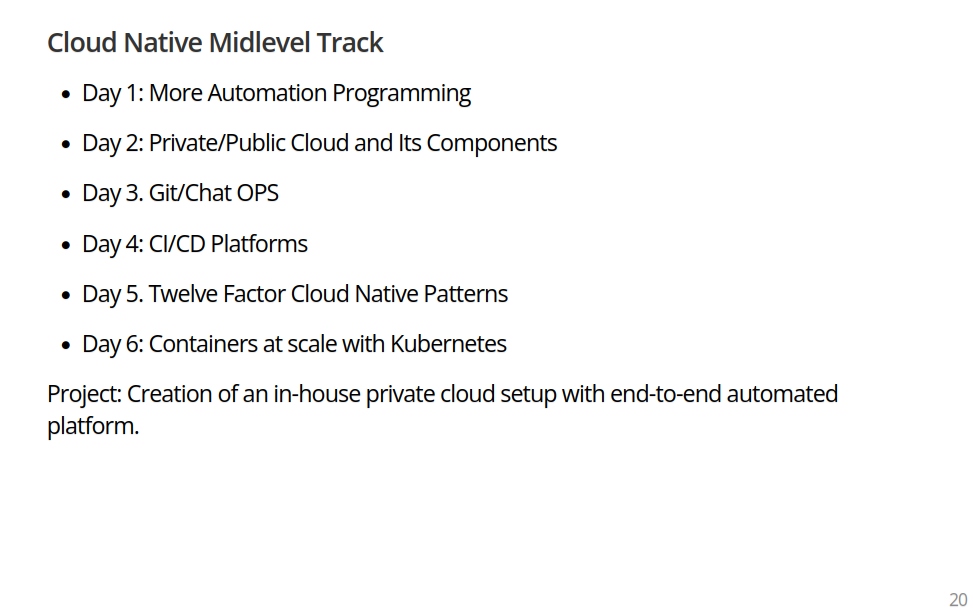 Cloud Native Midlevel Track
• Day 1: More Automation Programming
• Day 2: Private/Public Cloud and Its Components
• Day 3. Git/Chat OPS
• Day 4: CI/CD Platforms
• Day 5. Twelve Factor Cloud Native Patterns
• Day 6: Containers at scale with Kubernetes
Project: Creation of an in-house private cloud setup with end-to-end automated
platform.
20